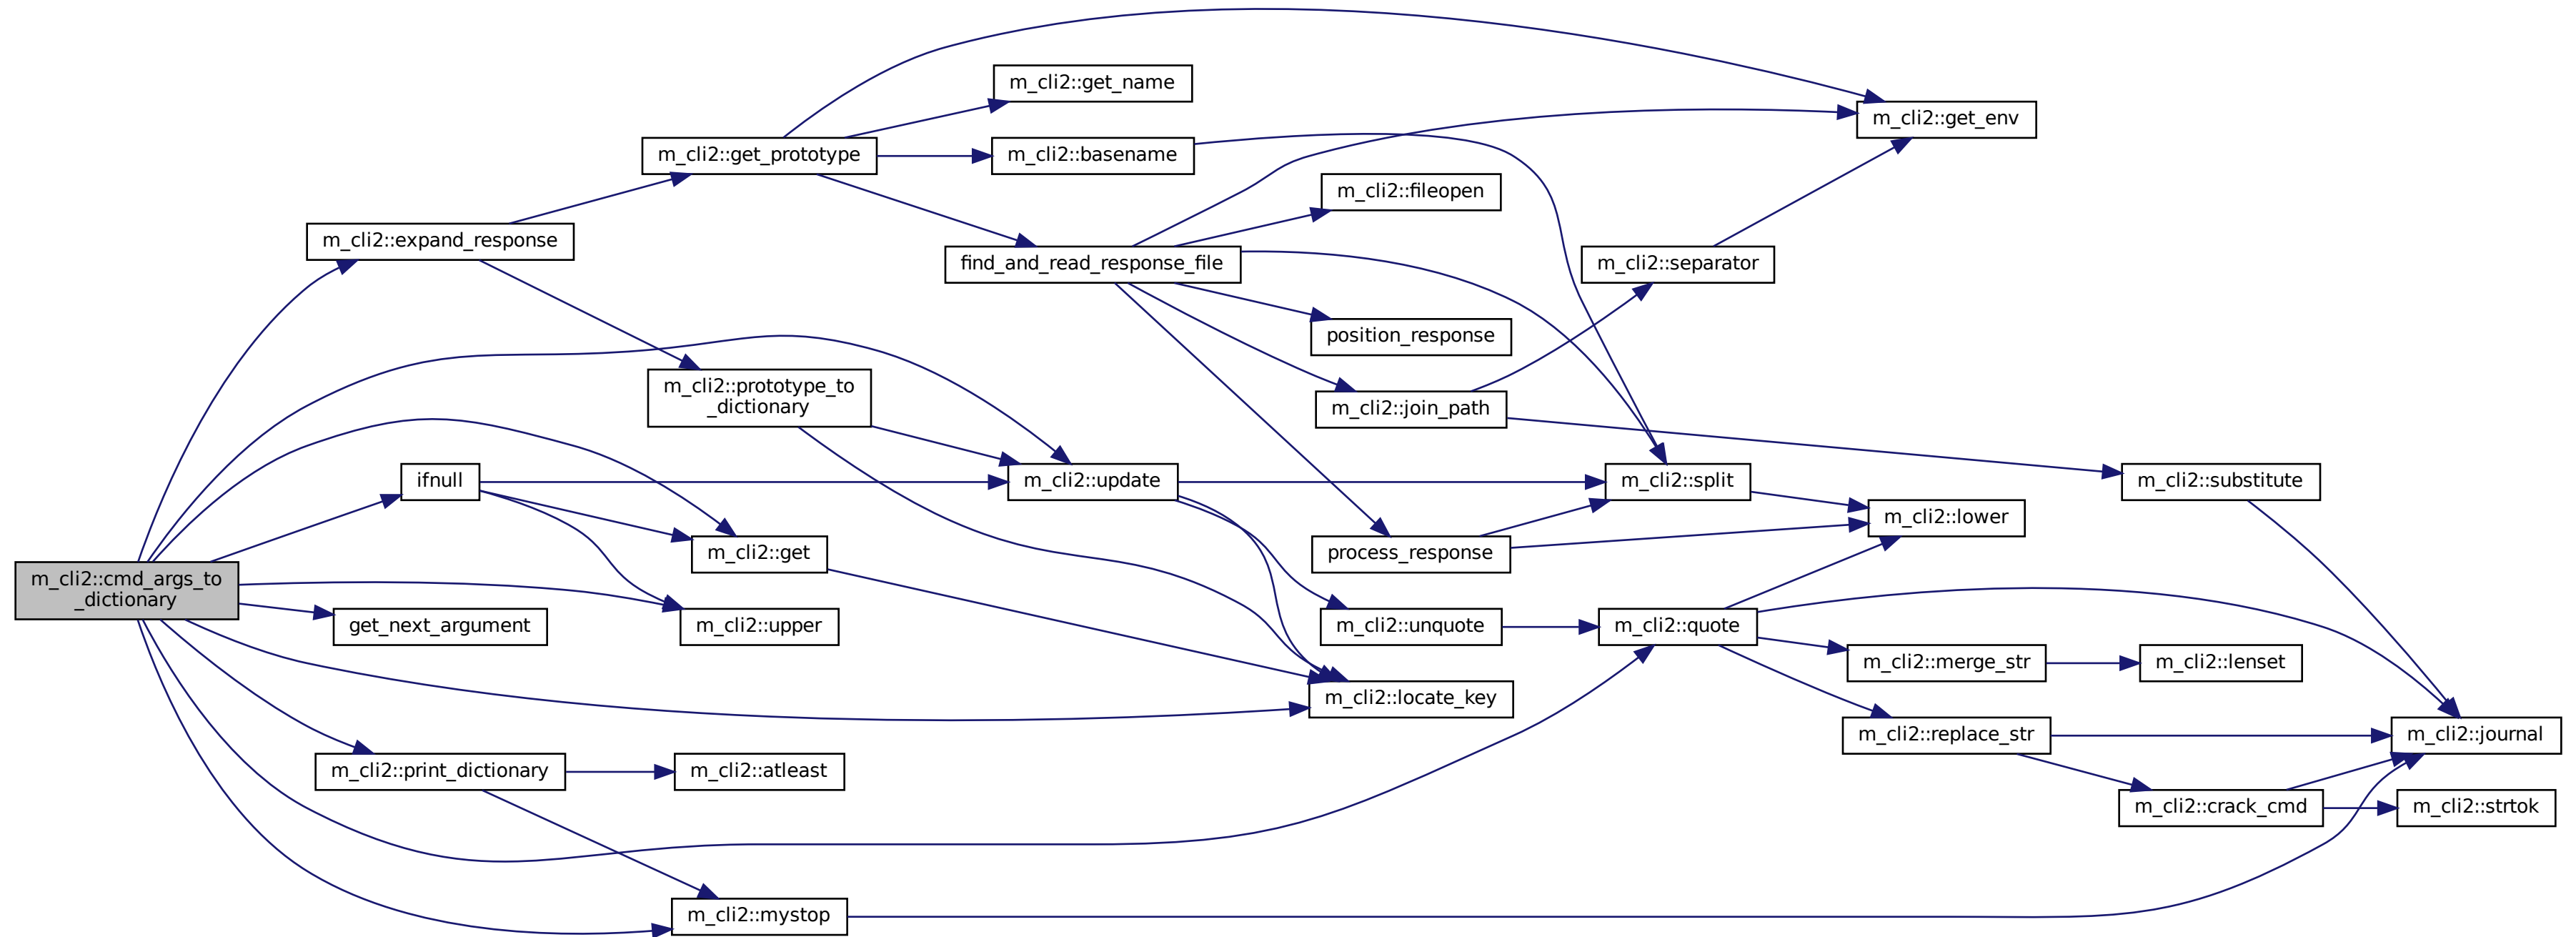 m_cli2::get_name
m_cli2::get_env
m_cli2::get_prototype
m_cli2::basename
m_cli2::fileopen
m_cli2::expand_response
find_and_read_response_file
m_cli2::separator
position_response
m_cli2::prototype_to
_dictionary
m_cli2::join_path
ifnull
m_cli2::update
m_cli2::split
m_cli2::substitute
m_cli2::lower
m_cli2::get
process_response
m_cli2::cmd_args_to
_dictionary
get_next_argument
m_cli2::upper
m_cli2::unquote
m_cli2::quote
m_cli2::merge_str
m_cli2::lenset
m_cli2::locate_key
m_cli2::replace_str
m_cli2::journal
m_cli2::print_dictionary
m_cli2::atleast
m_cli2::crack_cmd
m_cli2::strtok
m_cli2::mystop